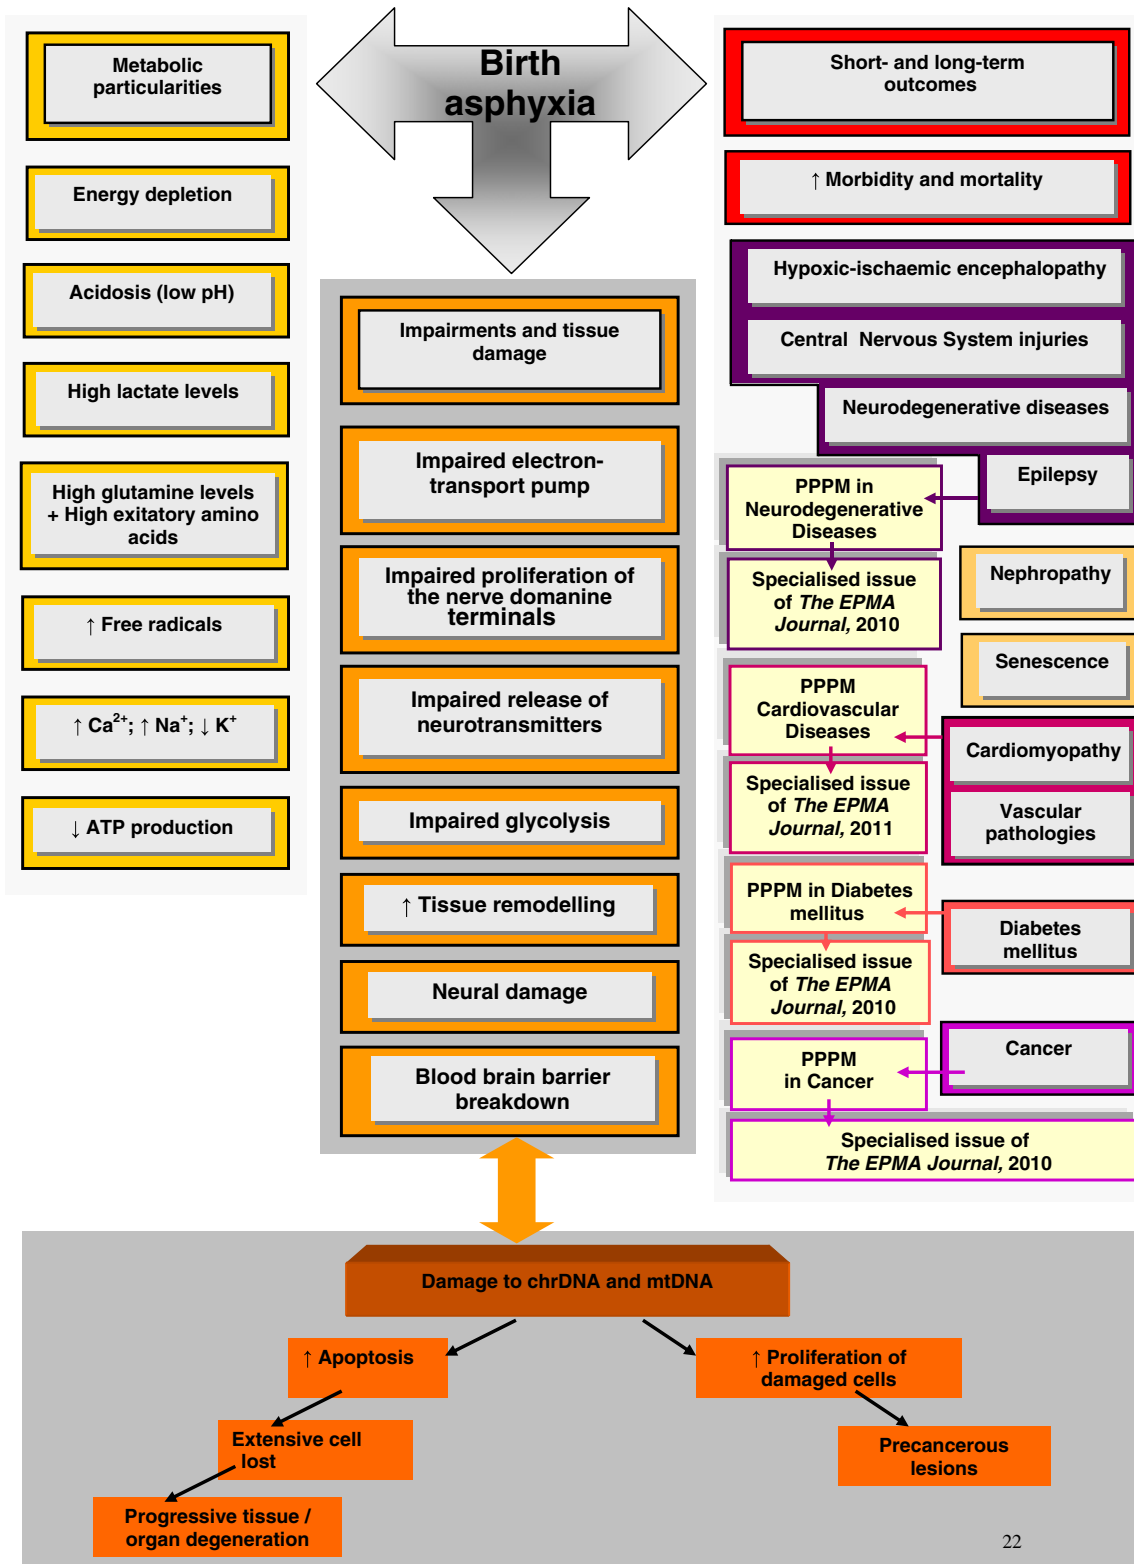 Birth
asphyxia
Metabolic
particularities
Energy depletion
Acidosis (low pH)
High lactate levels
High glutamine levels
+ High exitatory amino
acids
↑ Free radicals
↑ Ca²⁺; ↑ Na⁺; ↓ K⁺
↓ ATP production
Impairments and tissue
damage
Impaired electron-
transport pump
Impaired proliferation of
the nerve domanine
terminals
Impaired release of
neurotransmitters
Impaired glycolysis
↑ Tissue remodelling
Neural damage
Blood brain barrier
breakdown
Short- and long-term
outcomes
↑ Morbidity and mortality
Hypoxic-ischaemic encephalopathy
Central Nervous System injuries
Neurodegenerative diseases
Epilepsy
PPPM in
Neurodegenerative
Diseases
Specialised issue
of The EPMA
Journal, 2010
Nephropathy
Senescence
PPPM
Cardiovascular
Diseases
Specialised issue
of The EPMA
Journal, 2011
Cardiomyopathy
Vascular
pathologies
PPPM in Diabetes
mellitus
Specialised issue
of The EPMA
Journal, 2010
Diabetes
mellitus
PPPM
in Cancer
Cancer
Specialised issue of
The EPMA Journal, 2010
Damage to chrDNA and mtDNA
↑ Apoptosis
Extensive cell
lost
Progressive tissue /
organ degeneration
↑ Proliferation of
damaged cells
Precancerous
lesions
22